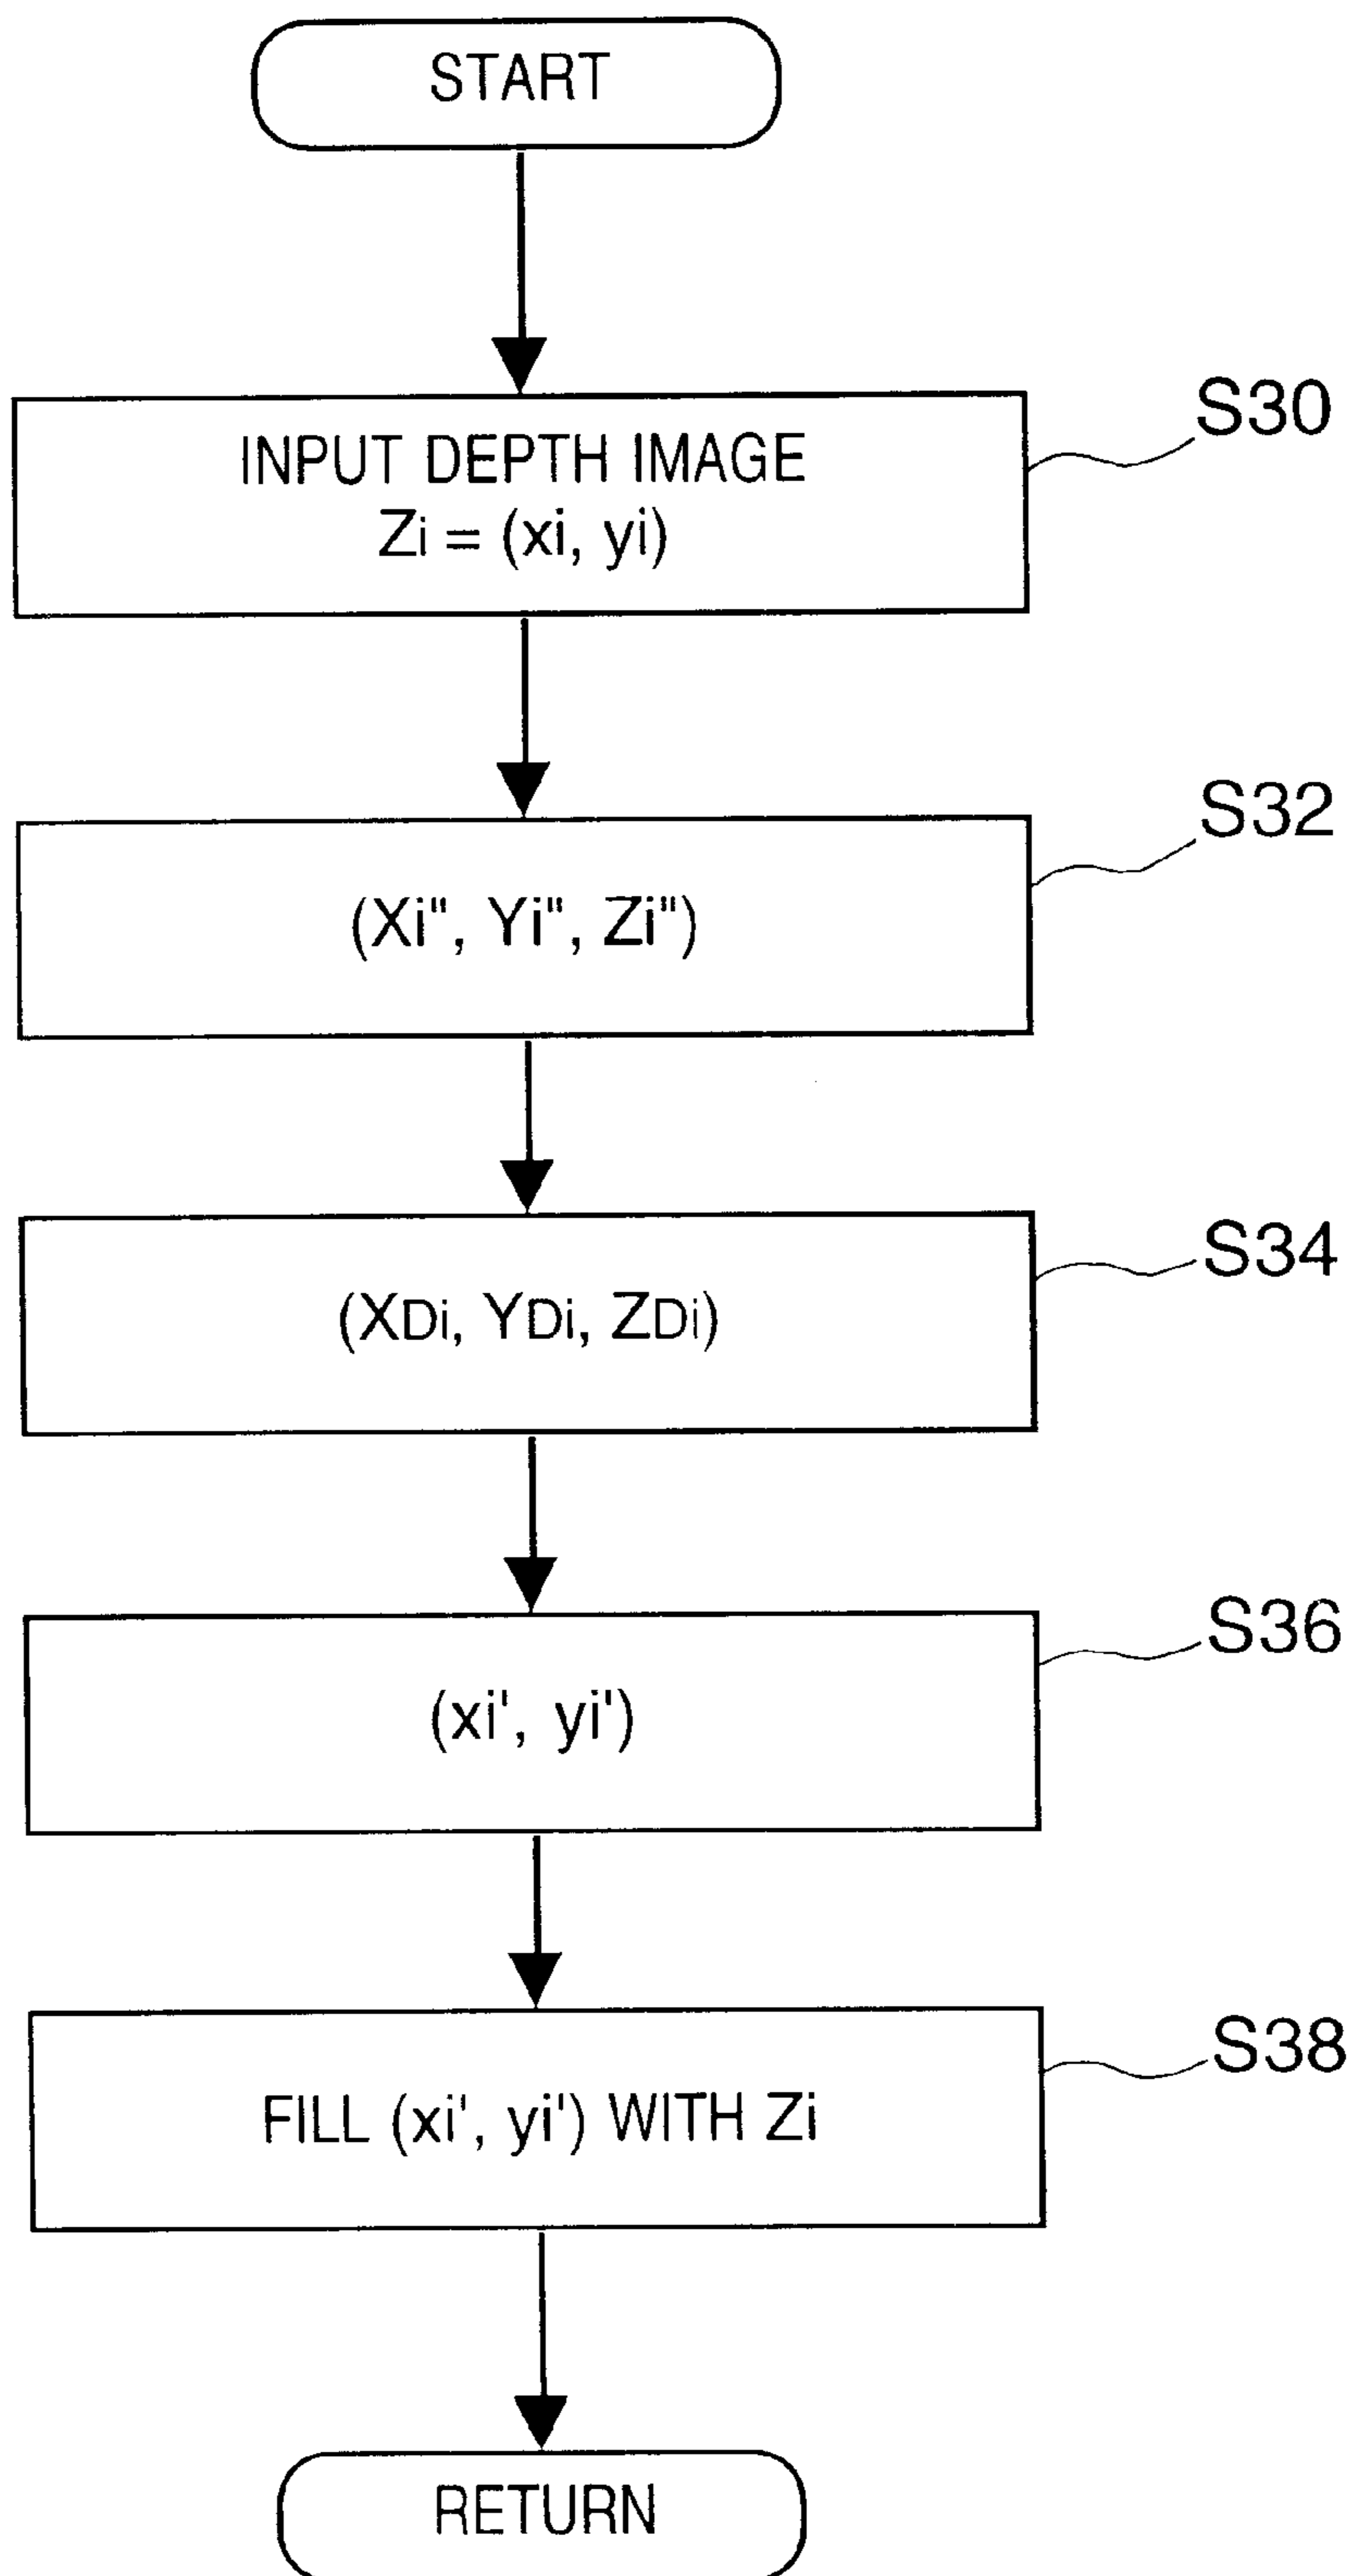 START
INPUT DEPTH IMAGE
Zi = (xi, yi)
S30
(Xi", Yi", Zi")
S32
(XDi, YDi, ZDi)
S34
(xi', yi')
S36
FILL (xi', yi') WITH Zi
S38
RETURN